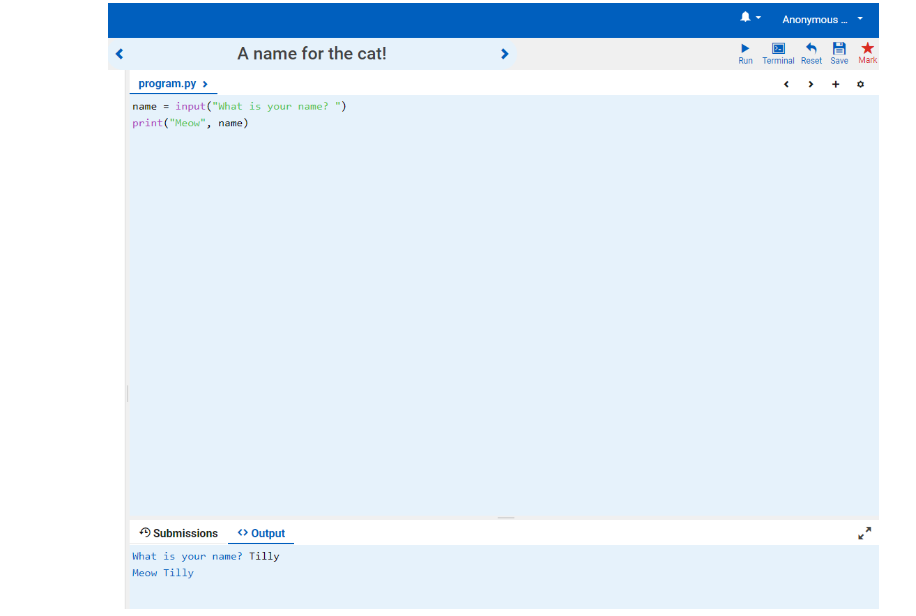 Anonymous ...
A name for the cat!
Run Terminal Reset Save Mark
program.py
name = input("What is your name? ")
print("Meow", name)
Submissions <> Output
What is your name? Tilly
Meow Tilly